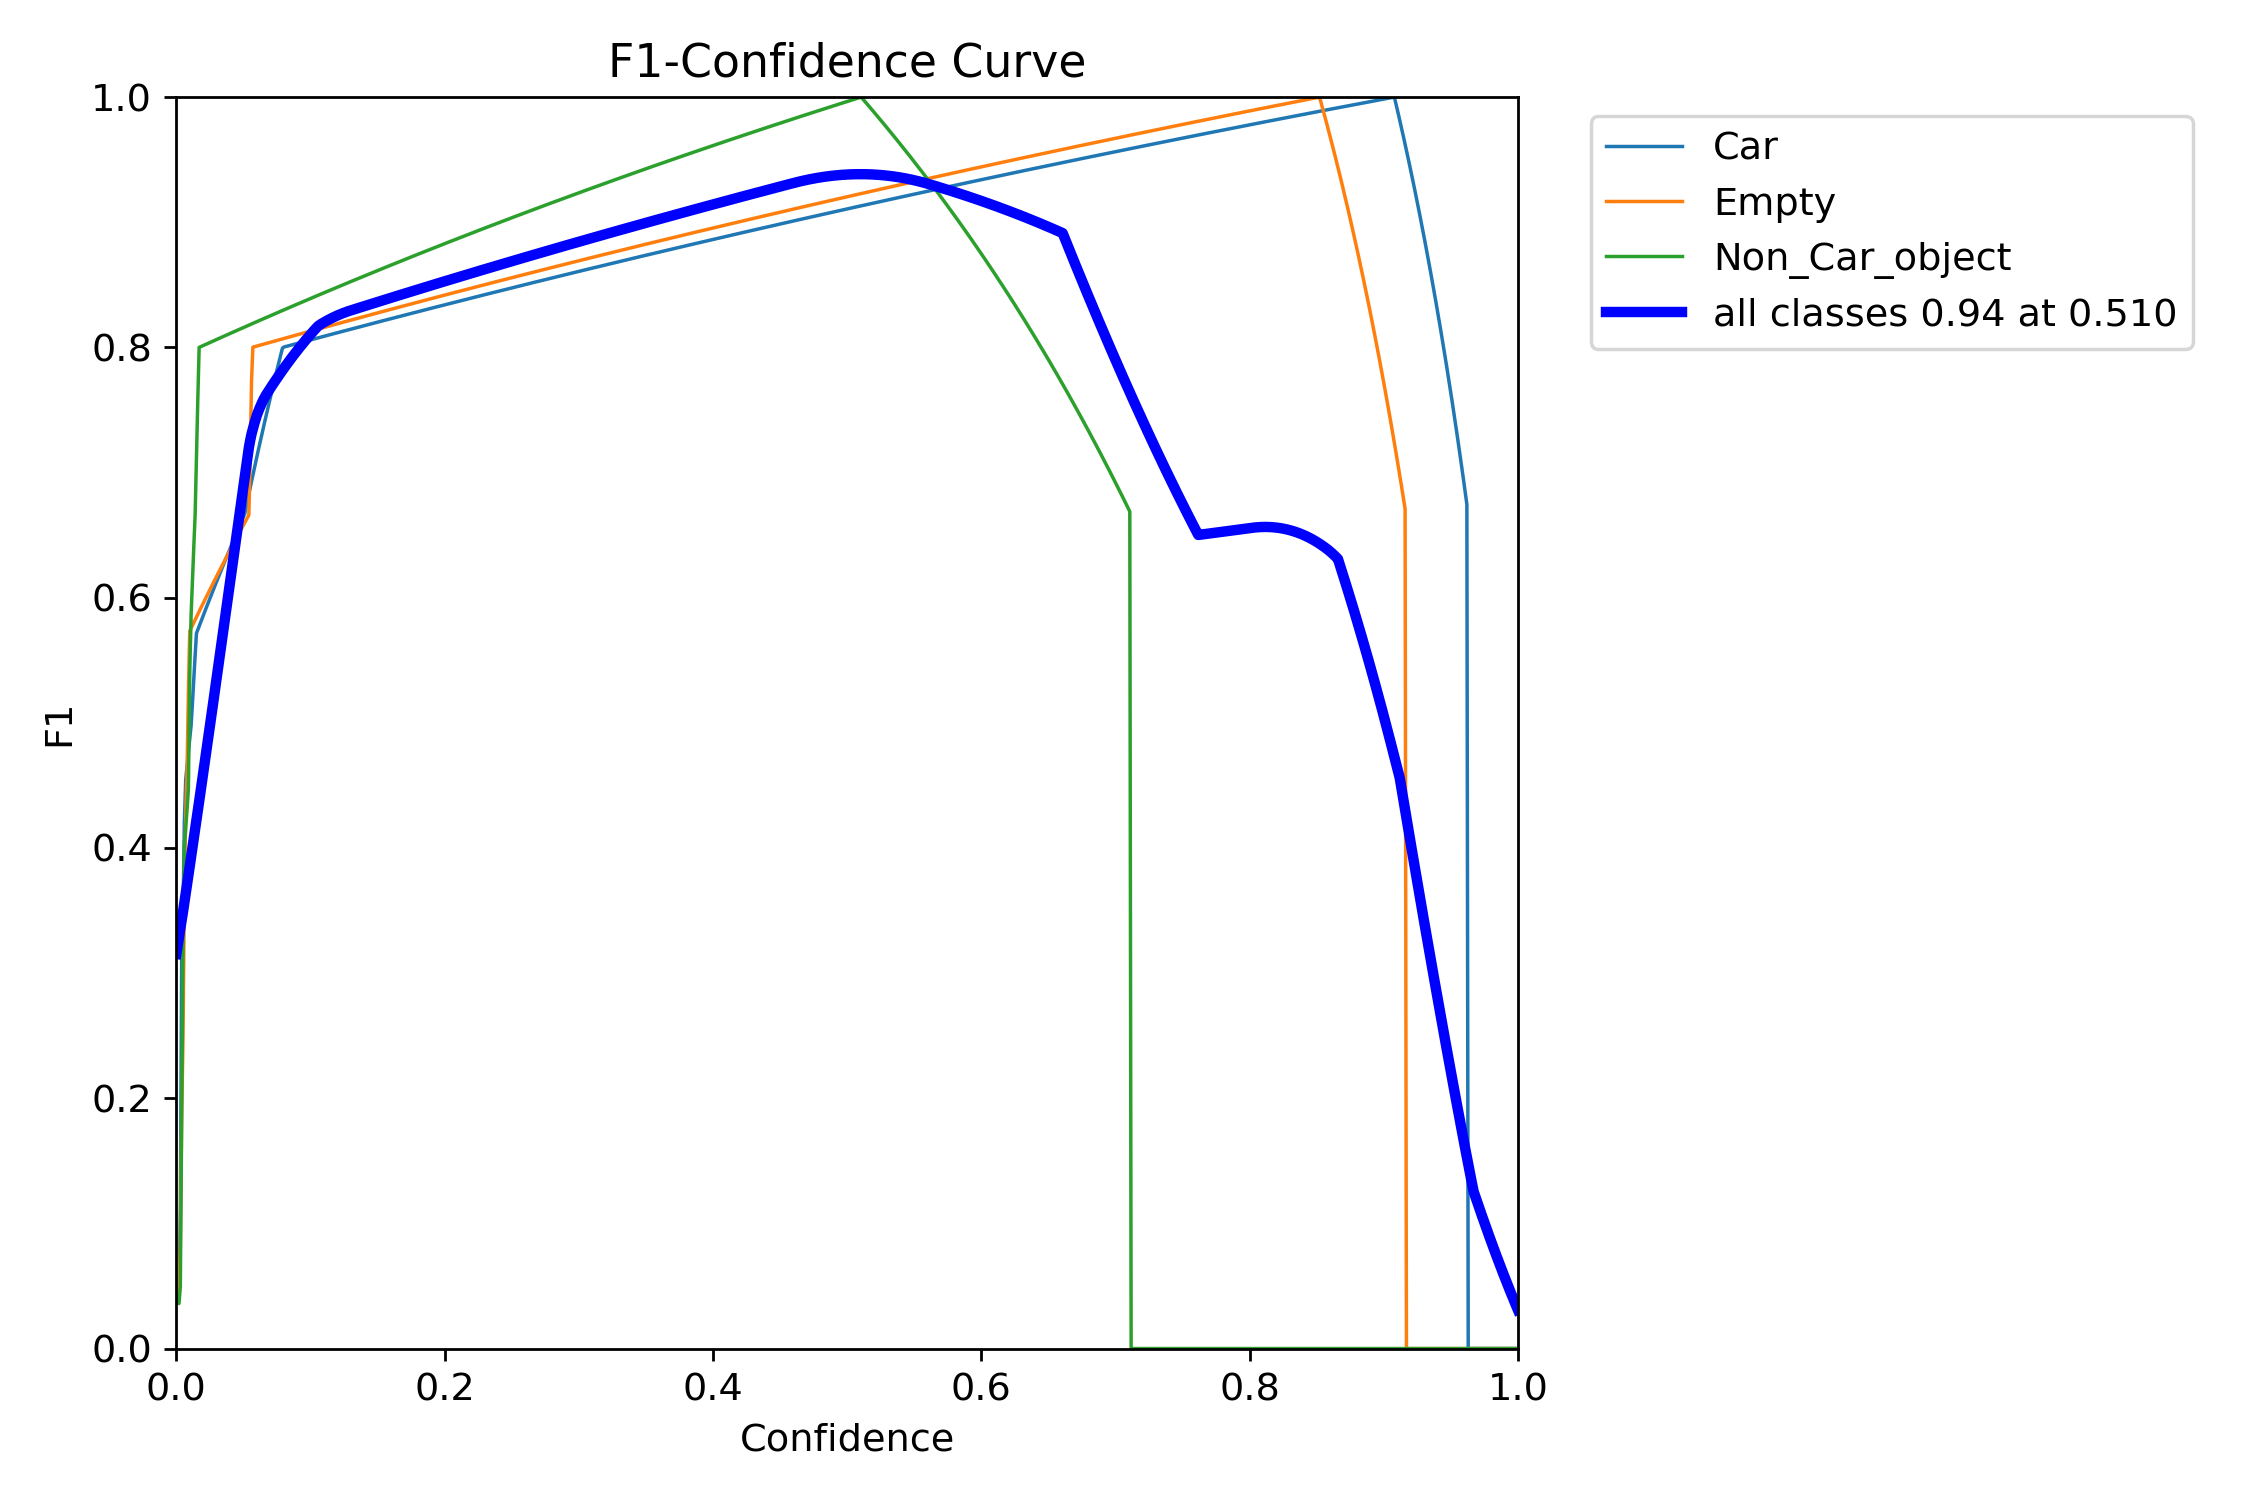 F1-Confidence Curve
1.0
0.8
0.6
0.4
0.2
0.0
F1
0.0 0.2 0.4 0.6 0.8 1.0
Confidence
Car
Empty
Non_Car_object
all classes 0.94 at 0.510